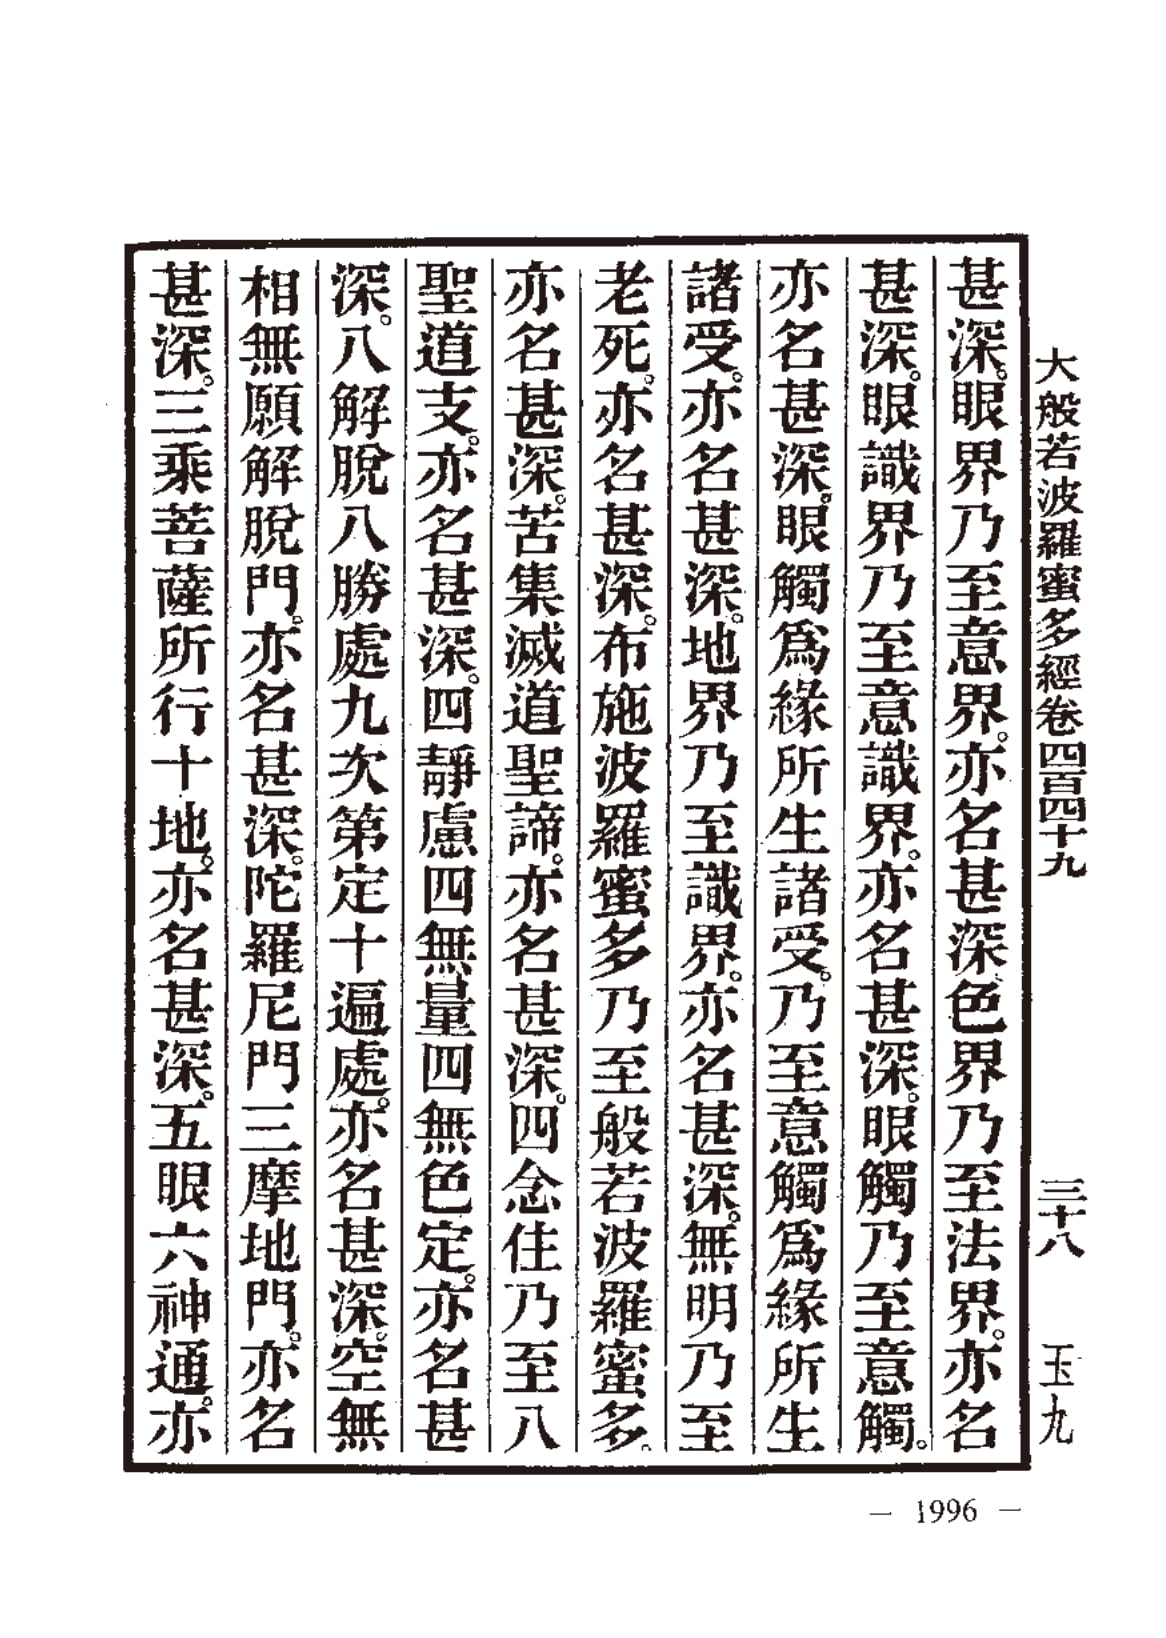 大般若波羅蜜多經卷四百四十九　三十八　玉九
甚深。眼界乃至意界。亦名甚深色界乃至法界。亦名
甚深。眼識界乃至意識界。亦名甚深。眼觸乃至意觸。
亦名甚深。眼觸爲緣所生諸受。乃至意觸爲緣所生
諸受。亦名甚深。地界乃至識界。亦名甚深。無明乃至
老死。亦名甚深。布施波羅蜜多乃至般若波羅蜜多。
亦名甚深。苦集滅道聖諦。亦名甚深。四念住乃至八
聖道支。亦名甚深。四靜慮四無量四無色定。亦名甚
深。八解脫八勝處九次第定十遍處。亦名甚深。空無
相無願解脫門。亦名甚深。陀羅尼門三摩地門。亦名
甚深。三乘菩薩所行十地。亦名甚深。五眼六神通。亦
— 1996 —